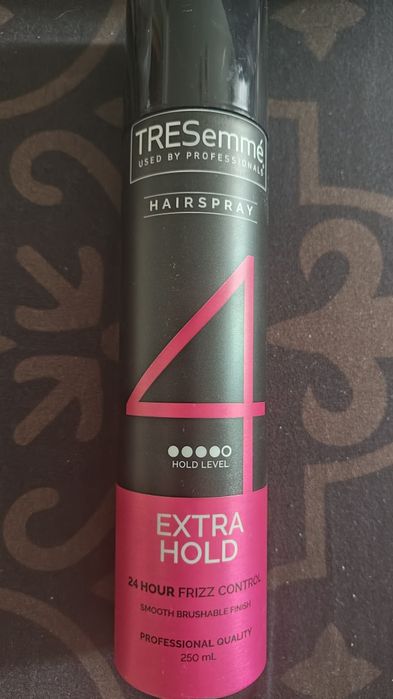 TRESemmé
USED BY PROFESSIONALS
HAIRSPRAY
4
HOLD LEVEL
EXTRA
HOLD
24 HOUR FRIZZ CONTROL
SMOOTH BRUSHABLE FINISH
PROFESSIONAL QUALITY
250 mL